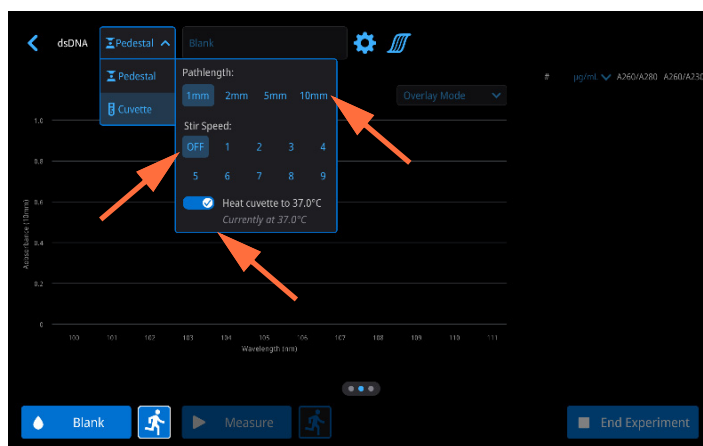 dsDNA Pedestal Blank
Pedestal
Cuvette
Pathlength:
1mm 2mm 5mm 10mm
Stir Speed:
OFF 1 2 3 4
5 6 7 8 9
Heat cuvette to 37.0°C
Currently at 37.0°C
Overlay Mode
# µg/mL A260/A280 A260/A230
Absorbance (10mm)
1.0
0.8
0.6
0.4
0.2
0
100 101 102 103 104 105 106 107 108 109 110 111
Wavelength (nm)
Blank Measure End Experiment